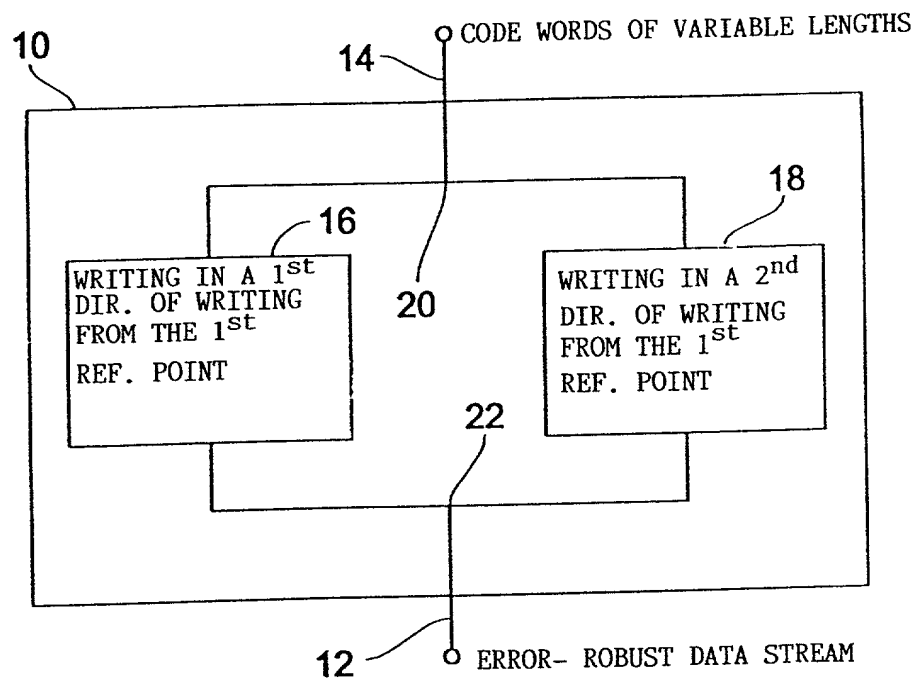 CODE WORDS OF VARIABLE LENGTHS
10
14
18
16
WRITING IN A 1st
DIR. OF WRITING
FROM THE 1st
REF. POINT
20
WRITING IN A 2nd
DIR. OF WRITING
FROM THE 1st
REF. POINT
22
12
ERROR- ROBUST DATA STREAM